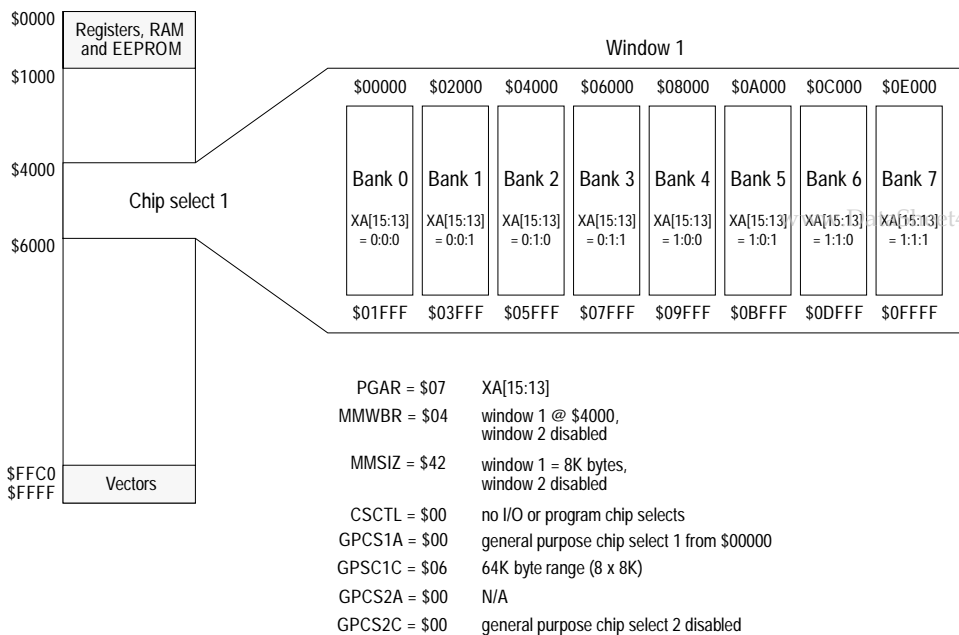 $0000
Registers, RAM
and EEPROM
$1000
$4000
Chip select 1
$6000
$FFC0
$FFFF
Vectors
Window 1
$00000 $02000 $04000 $06000 $08000 $0A000 $0C000 $0E000
Bank 0 Bank 1 Bank 2 Bank 3 Bank 4 Bank 5 Bank 6 Bank 7
XA[15:13] XA[15:13] XA[15:13] XA[15:13] XA[15:13] XA[15:13] XA[15:13] XA[15:13]
= 0:0:0 = 0:0:1 = 0:1:0 = 0:1:1 = 1:0:0 = 1:0:1 = 1:1:0 = 1:1:1
$01FFF $03FFF $05FFF $07FFF $09FFF $0BFFF $0DFFF $0FFFF
PGAR = $07 XA[15:13]
MMWBR = $04 window 1 @ $4000,
window 2 disabled
MMSIZ = $42 window 1 = 8K bytes,
window 2 disabled
CSCTL = $00 no I/O or program chip selects
GPCS1A = $00 general purpose chip select 1 from $00000
GPSC1C = $06 64K byte range (8 x 8K)
GPCS2A = $00 N/A
GPCS2C = $00 general purpose chip select 2 disabled